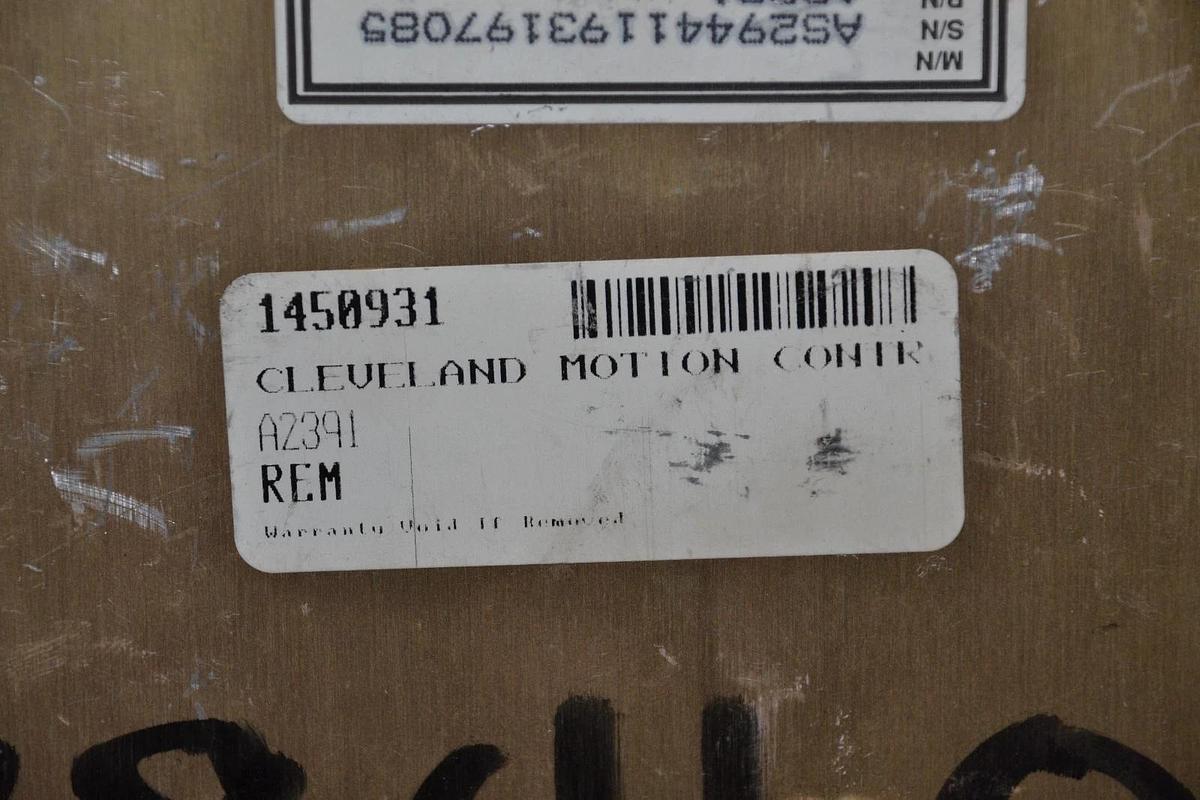 M/N
S/N AS29441193197085
1450931
CLEVELAND MOTION CONTR
A2391
REM
Warranty Void If Removed